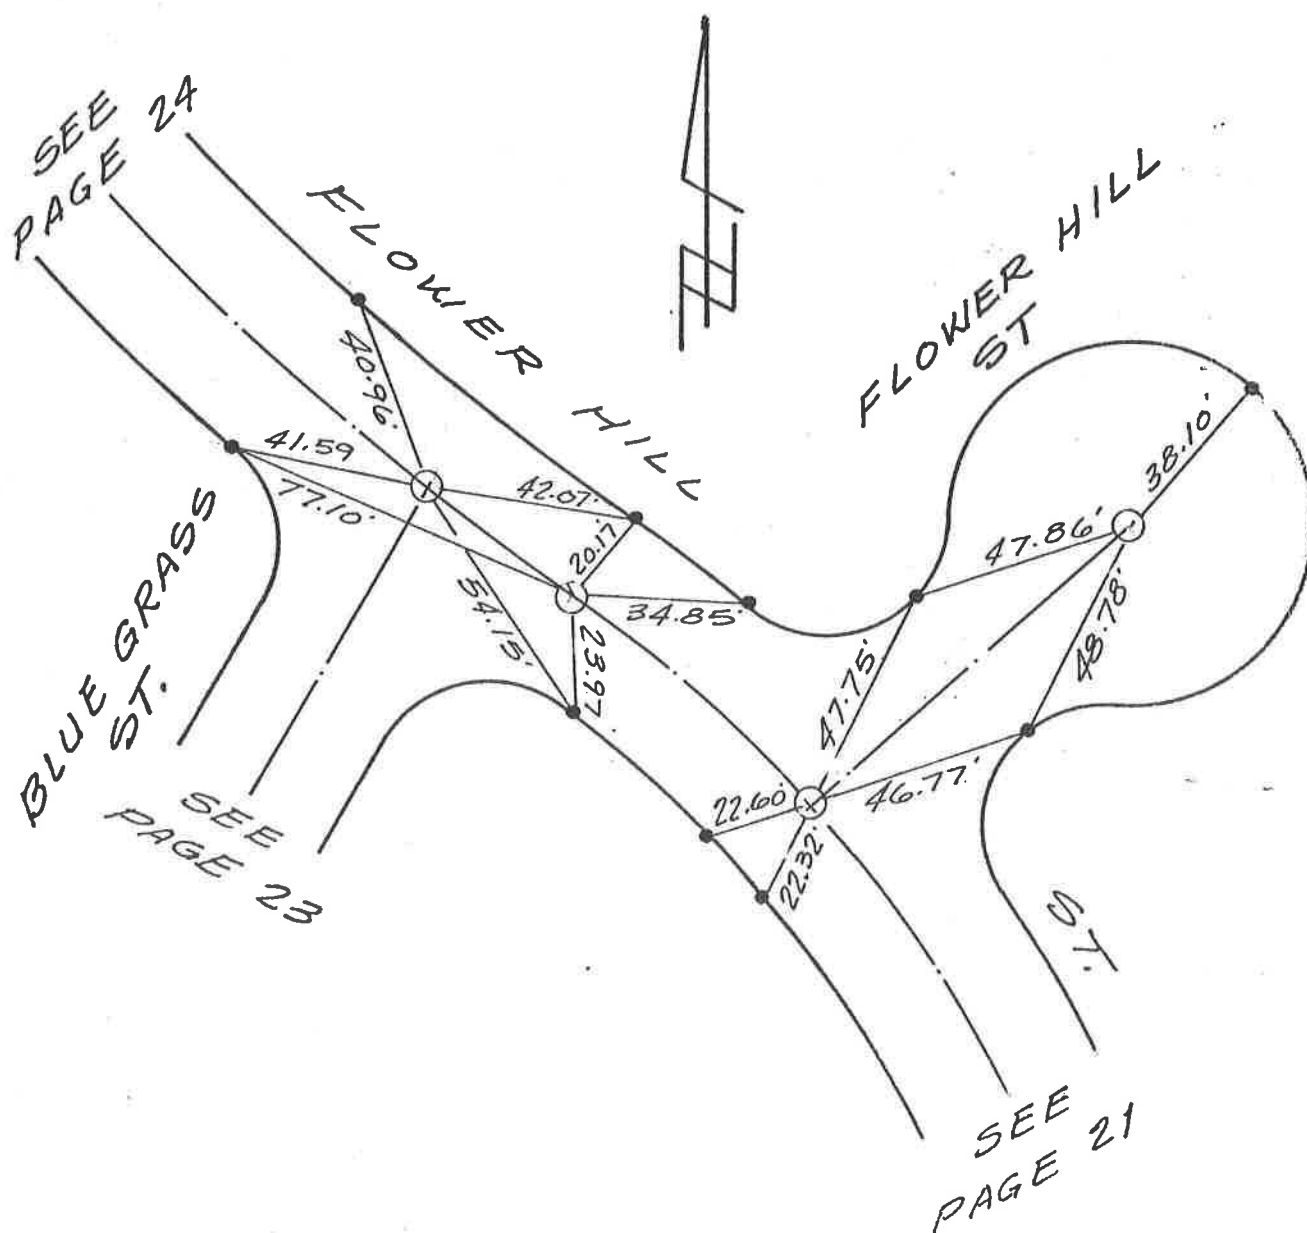 SEE
PAGE 24
FLOWER HILL
FLOWER HILL
ST
40.96'
41.59
77.10'
42.07'
20.17
34.85'
54.15'
23.97
47.86'
38.10'
48.78'
47.75'
46.77'
22.60'
22.32'
BLUE GRASS
ST.
SEE
PAGE 23
ST.
SEE
PAGE 21